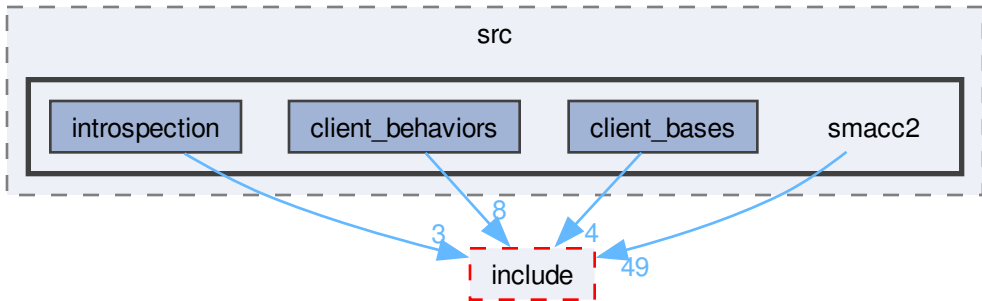 src
introspection
client_behaviors
client_bases
smacc2
3
8
4
49
include